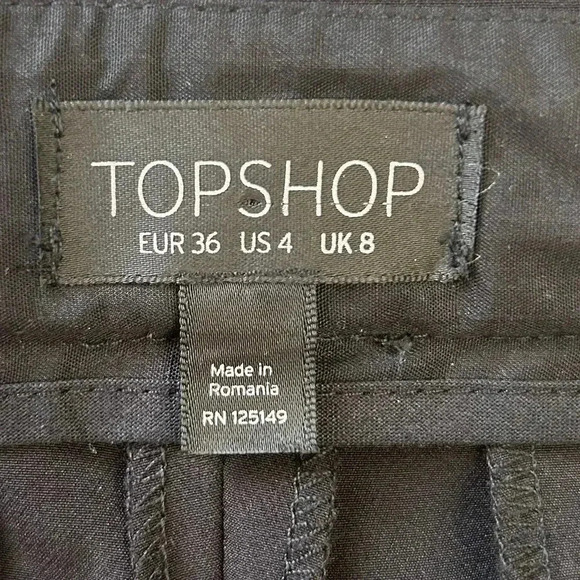 TOPSHOP
EUR 36 US 4 UK 8
Made in
Romania
RN 125149